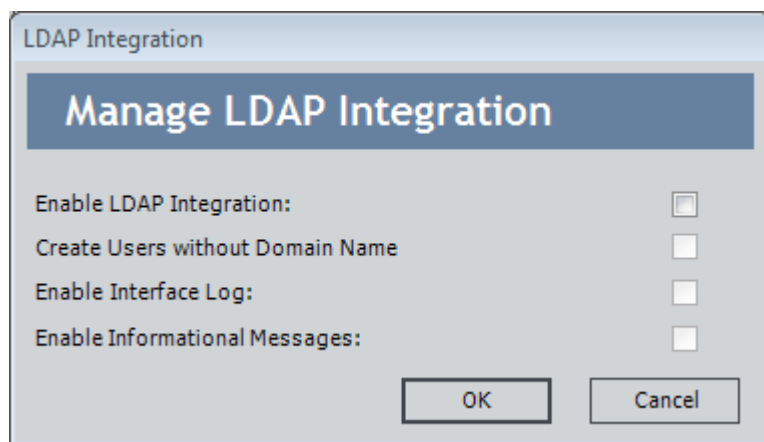 LDAP Integration
Manage LDAP Integration
Enable LDAP Integration:
Create Users without Domain Name
Enable Interface Log:
Enable Informational Messages:
OK Cancel